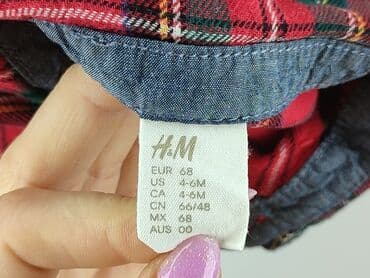 H&M
EUR 68
US 4-6M
CA 4-6M
CN 66/48
MX 68
AUS 00